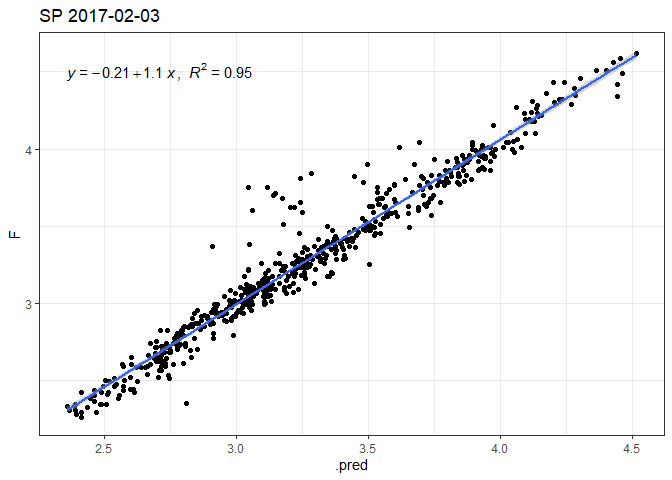 SP 2017-02-03
y = −0.21 + 1.1 x , R² = 0.95
4
3
F
2.5 3.0 3.5 4.0 4.5
.pred